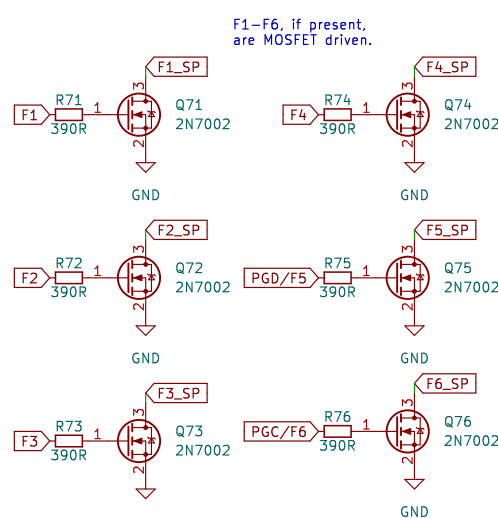 F1-F6, if present,
are MOSFET driven.
F1_SP
F1
R71
390R
1
3
2
Q71
2N7002
GND
F4_SP
F4
R74
390R
1
3
2
Q74
2N7002
GND
F2_SP
F2
R72
390R
1
3
2
Q72
2N7002
GND
F5_SP
PGD/F5
R75
390R
1
3
2
Q75
2N7002
GND
F3_SP
F3
R73
390R
1
3
2
Q73
2N7002
F6_SP
PGC/F6
R76
390R
1
3
2
Q76
2N7002
GND